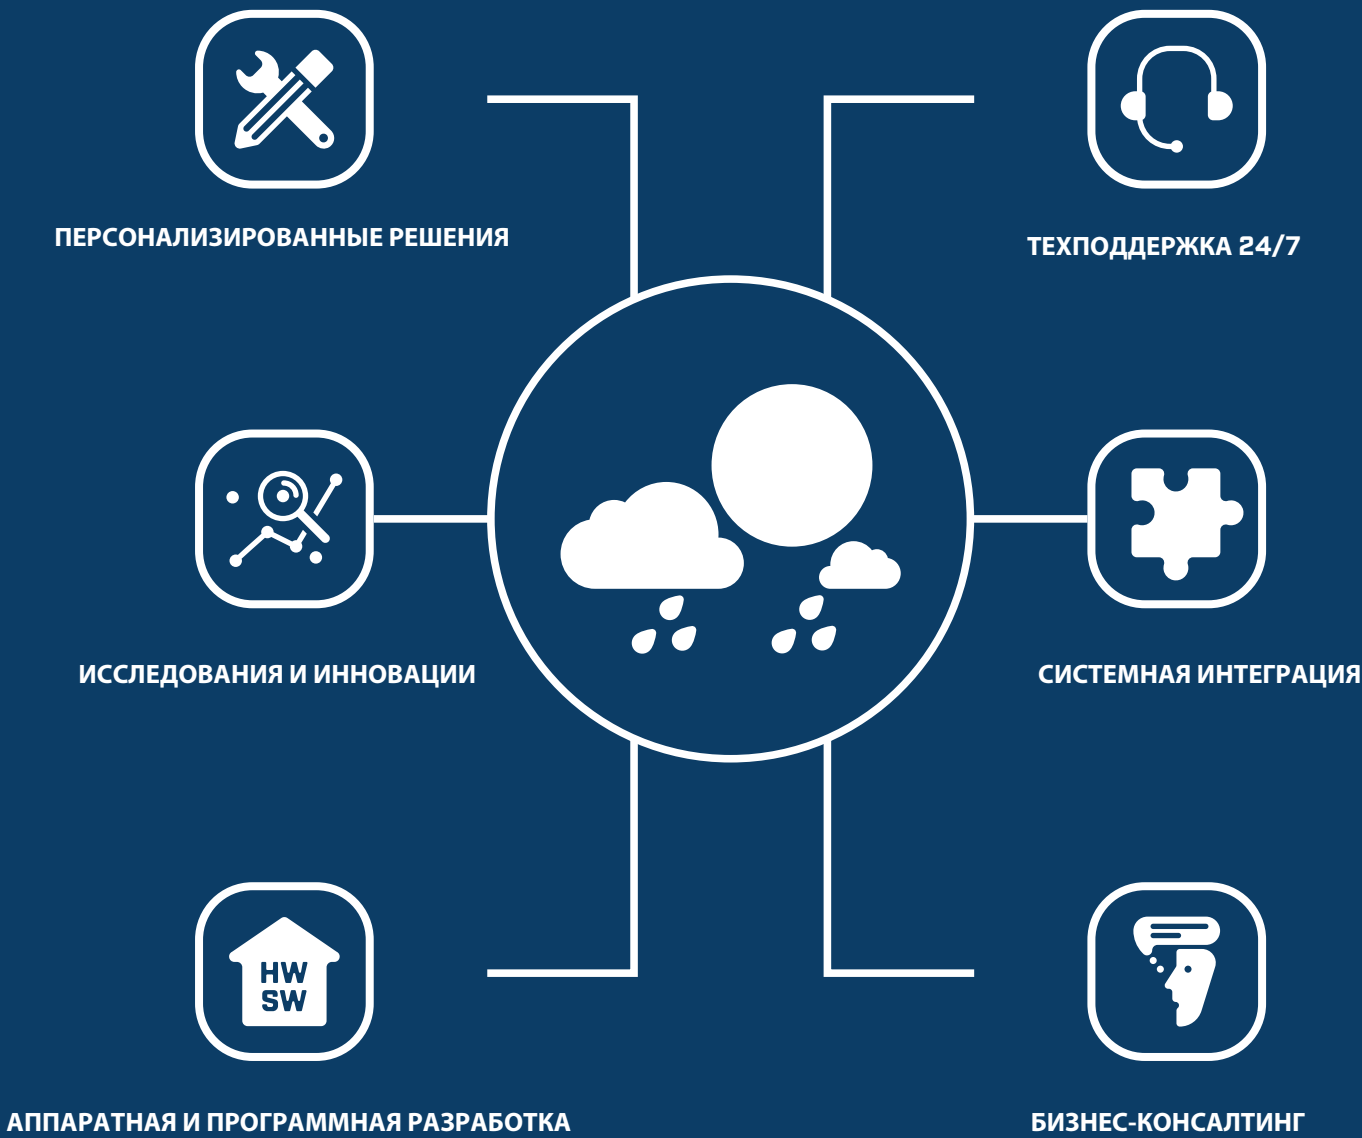 ПЕРСОНАЛИЗИРОВАННЫЕ РЕШЕНИЯ
ТЕХПОДДЕРЖКА 24/7
ИССЛЕДОВАНИЯ И ИННОВАЦИИ
СИСТЕМНАЯ ИНТЕГРАЦИЯ
HW
SW
АППАРАТНАЯ И ПРОГРАММНАЯ РАЗРАБОТКА
БИЗНЕС-КОНСАЛТИНГ